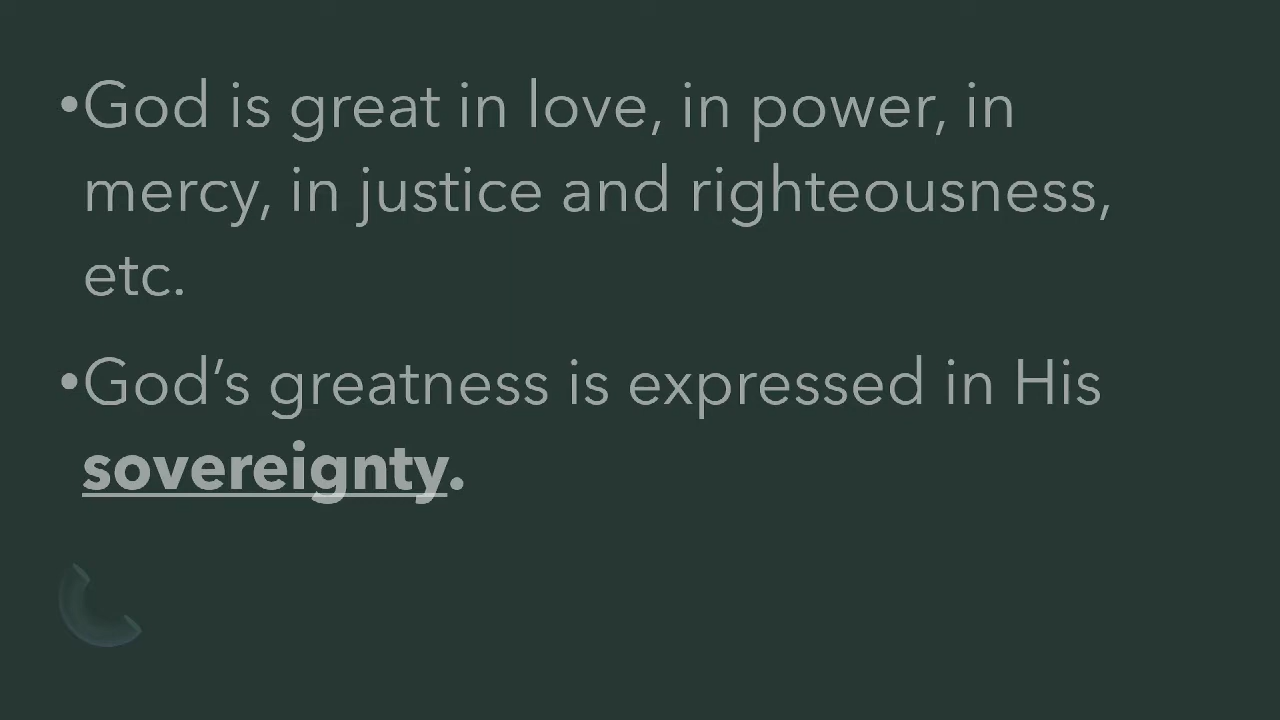 •God is great in love, in power, in
mercy, in justice and righteousness,
etc.
•God’s greatness is expressed in His
sovereignty.